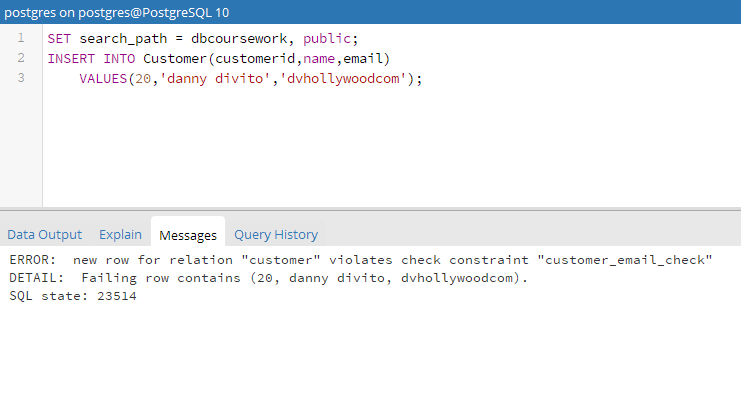 postgres on postgres@PostgreSQL 10
1 SET search_path = dbcoursework, public;
2 INSERT INTO Customer(customerid,name,email)
3 VALUES(20,'danny divito','dvhollywoodcom');
Data Output Explain Messages Query History
ERROR: new row for relation "customer" violates check constraint "customer_email_check"
DETAIL: Failing row contains (20, danny divito, dvhollywoodcom).
SQL state: 23514